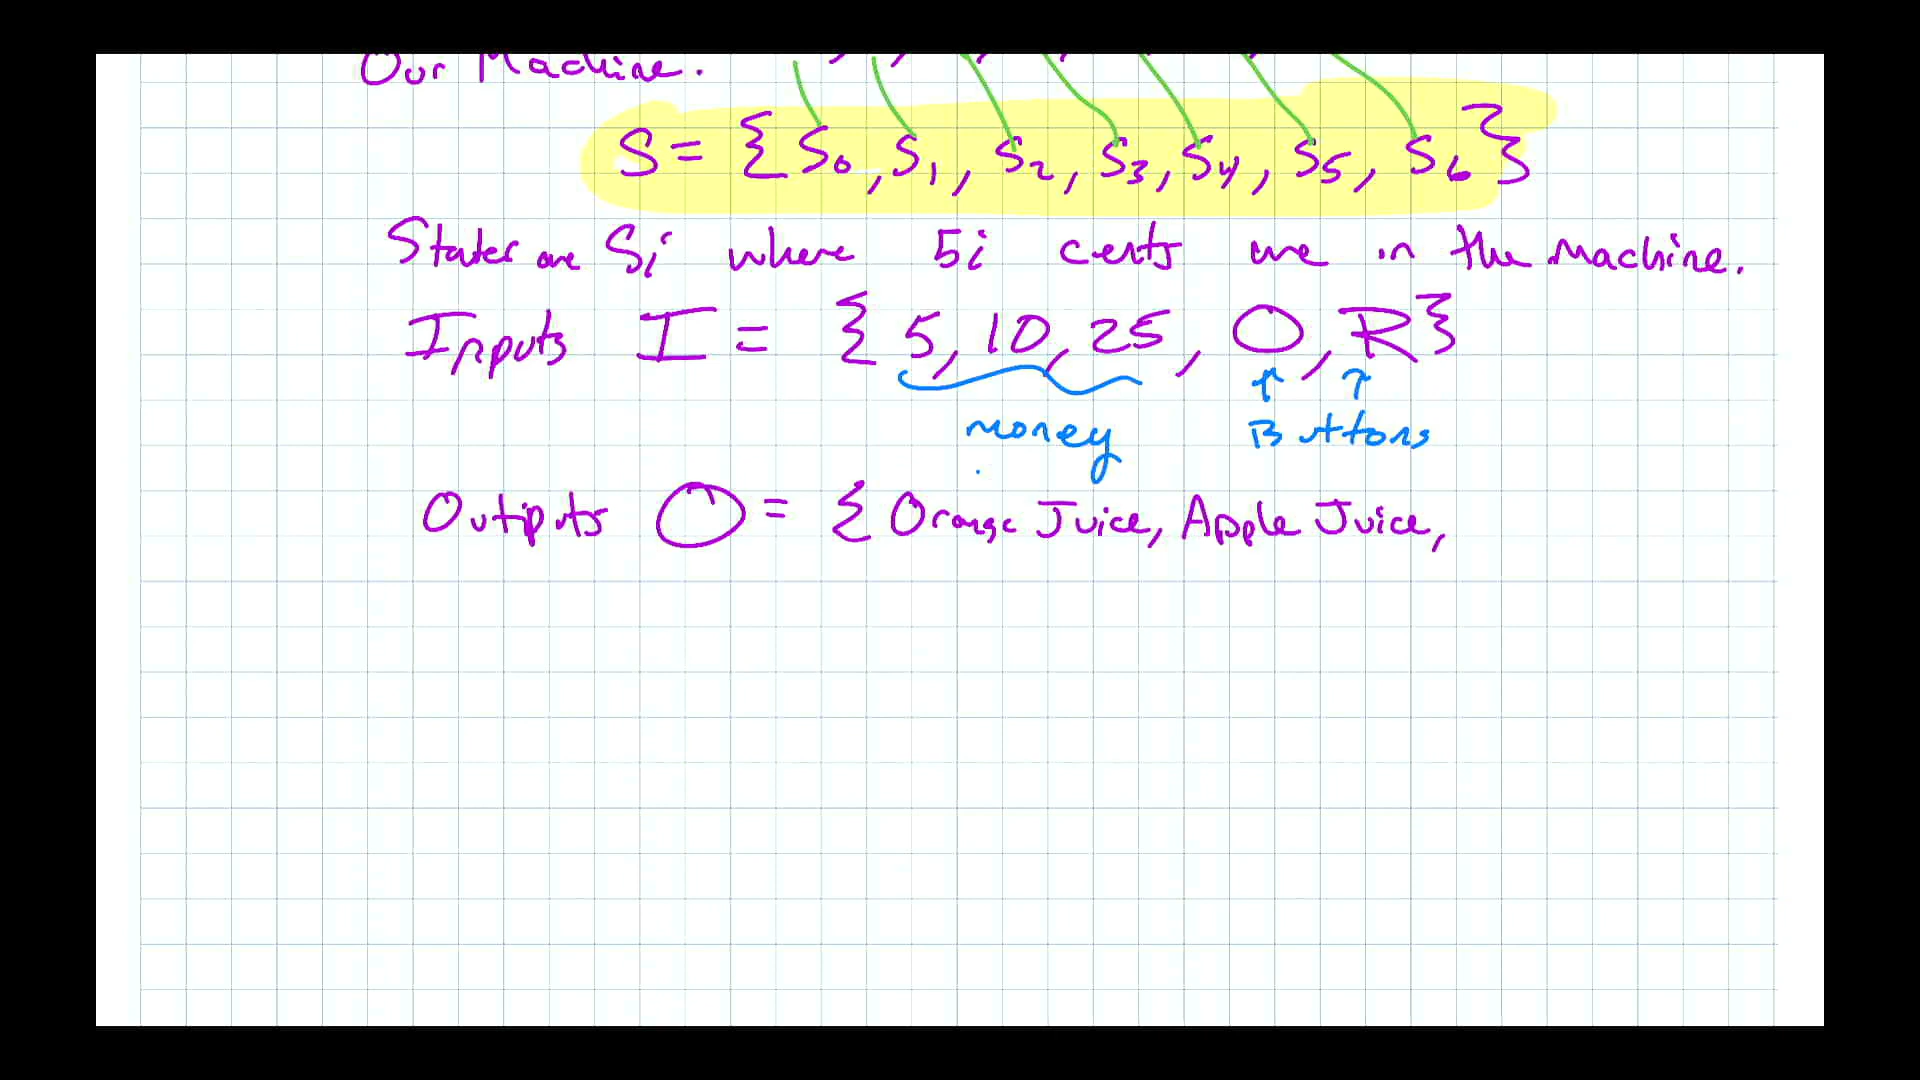 Our Machine.
S = { S0, S1, S2, S3, S4, S5, S6 }
States are Si where 5i cents are in the Machine.
Inputs I = { 5, 10, 25, O, R }
money Buttons
Outputs O = { Orange Juice, Apple Juice,